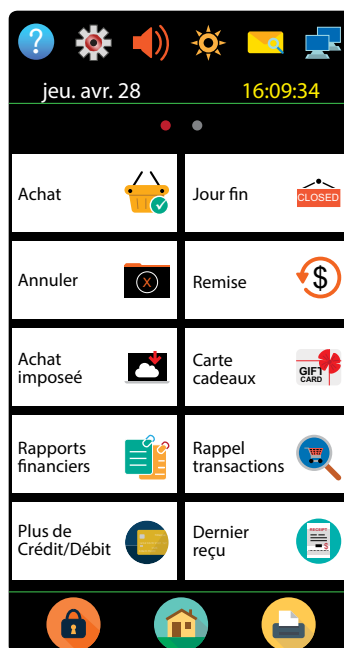 ?
jeu. avr. 28 16:09:34
Achat
Jour fin
CLOSED
Annuler
X
Remise
$
Achat
imposeé
Carte
cadeaux
GIFT
CARD
Rapports
financiers
Rappel
transactions
Plus de
Crédit/Débit
Dernier
reçu
RECEIPT
$